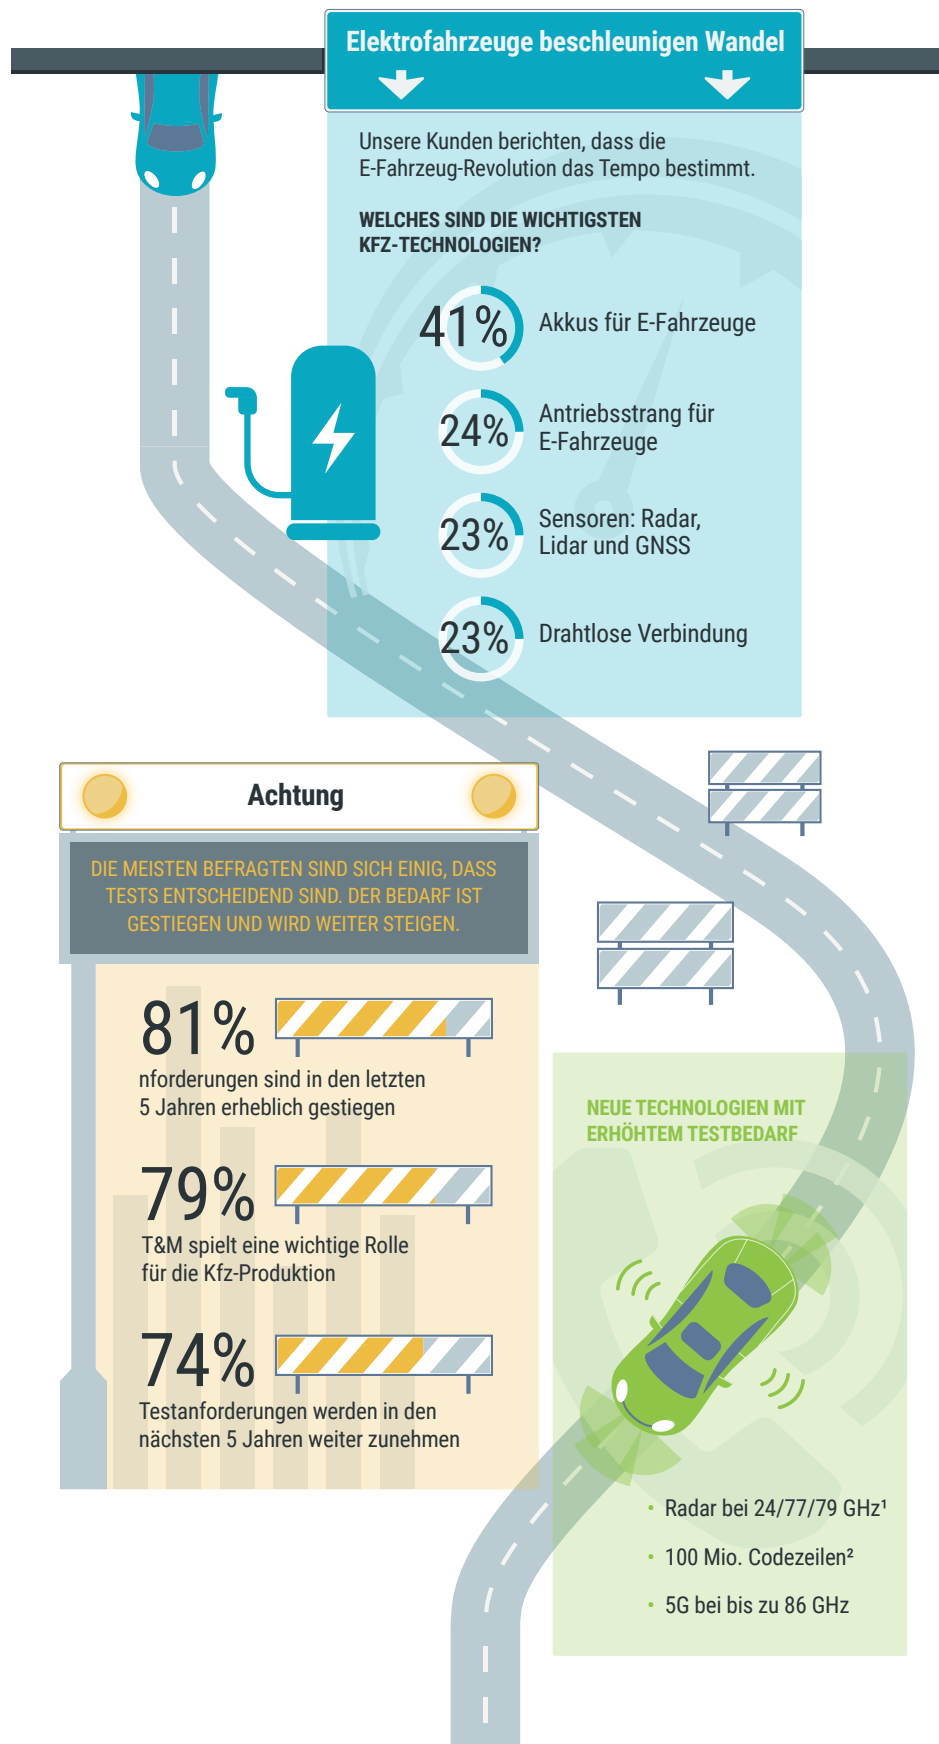 Elektrofahrzeuge beschleunigen Wandel
Unsere Kunden berichten, dass die
E-Fahrzeug-Revolution das Tempo bestimmt.
WELCHES SIND DIE WICHTIGSTEN
KFZ-TECHNOLOGIEN?
41%
Akkus für E-Fahrzeuge
24%
Antriebsstrang für
E-Fahrzeuge
23%
Sensoren: Radar,
Lidar und GNSS
23%
Drahtlose Verbindung
Achtung
DIE MEISTEN BEFRAGTEN SIND SICH EINIG, DASS
TESTS ENTSCHEIDEND SIND. DER BEDARF IST
GESTIEGEN UND WIRD WEITER STEIGEN.
81%
nforderungen sind in den letzten
5 Jahren erheblich gestiegen
79%
T&M spielt eine wichtige Rolle
für die Kfz-Produktion
74%
Testanforderungen werden in den
nächsten 5 Jahren weiter zunehmen
NEUE TECHNOLOGIEN MIT
ERHÖHTEM TESTBEDARF
• Radar bei 24/77/79 GHz¹
• 100 Mio. Codezeilen²
• 5G bei bis zu 86 GHz